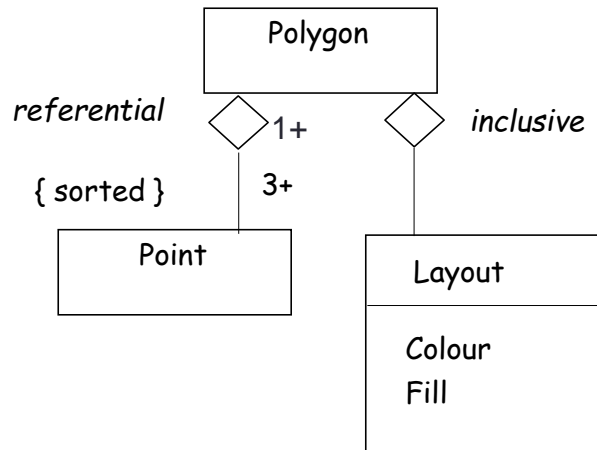 Polygon
referential
1+
inclusive
{ sorted }
3+
Point
Layout
Colour
Fill